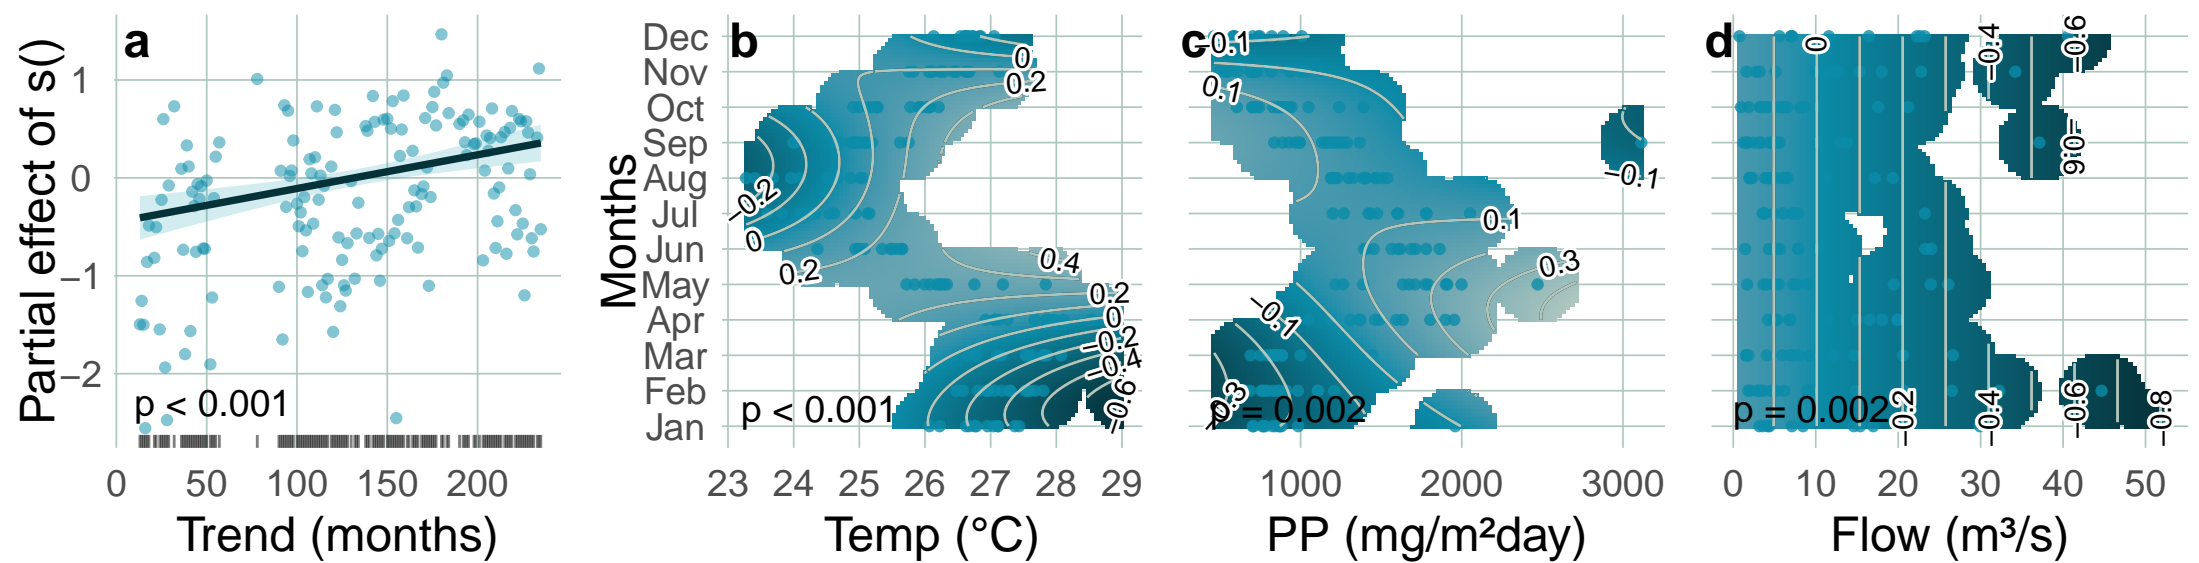 a
Partial effect of s()
1
0
−1
−2
p < 0.001
0 50 100 150 200
Trend (months)
b
Months
Dec
Nov
Oct
Sep
Aug
Jul
Jun
May
Apr
Mar
Feb
Jan
0
0.2
−0.2
0
0.2
0.4
0.2
0
−0.2
−0.4
−0.6
p < 0.001
23 24 25 26 27 28 29
Temp (°C)
c
−0.1
0.1
−0.1
0.1
0.3
−0.1
−0.3
p = 0.002
1000 2000 3000
PP (mg/m²day)
d
0
−0.4
−0.6
−0.6
−0.2
−0.4
−0.6
−0.8
p = 0.002
0 10 20 30 40 50
Flow (m³/s)